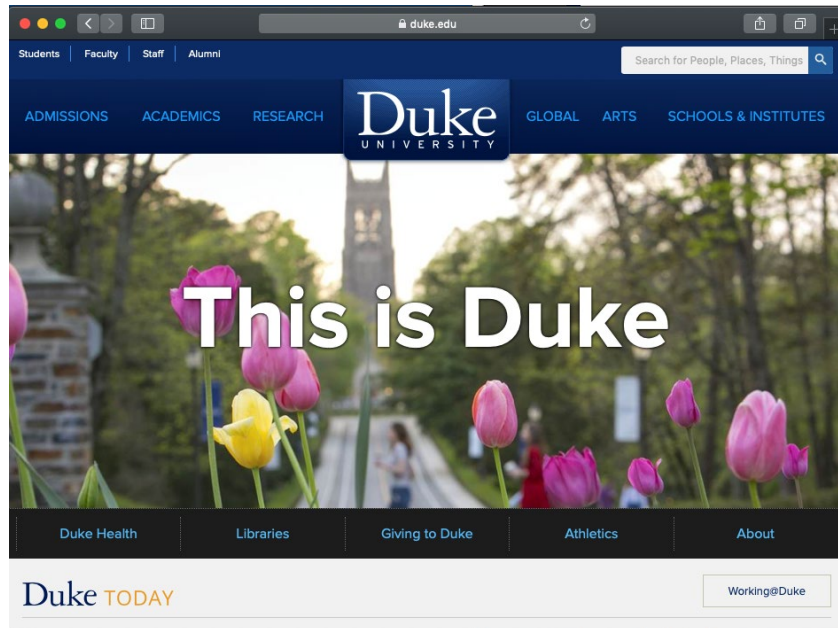 duke.edu
Students Faculty Staff Alumni
Search for People, Places, Things
ADMISSIONS ACADEMICS RESEARCH
Duke
UNIVERSITY
GLOBAL ARTS SCHOOLS & INSTITUTES
This is Duke
Duke Health Libraries Giving to Duke Athletics About
Duke TODAY
Working@Duke